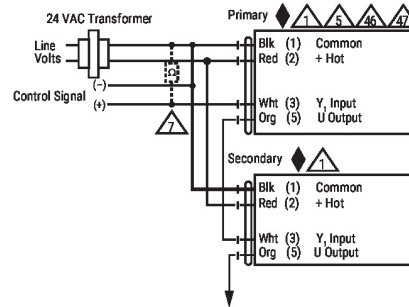 24 VAC Transformer
Primary 1 5 46 47
Line
Volts
Blk (1) Common
Red (2) + Hot
Ω
(−)
Control Signal
(+)
Wht (3) Y1 Input
Org (5) U Output
7
Secondary 1
Blk (1) Common
Red (2) + Hot
Wht (3) Y1 Input
Org (5) U Output